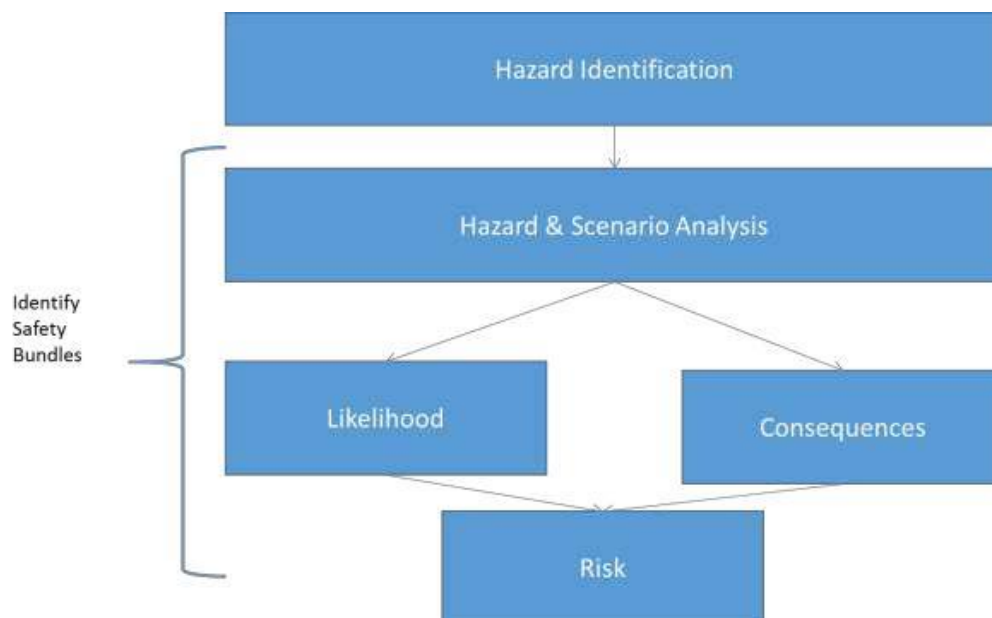 Hazard Identification
Hazard & Scenario Analysis
Identify
Safety
Bundles
Likelihood
Consequences
Risk